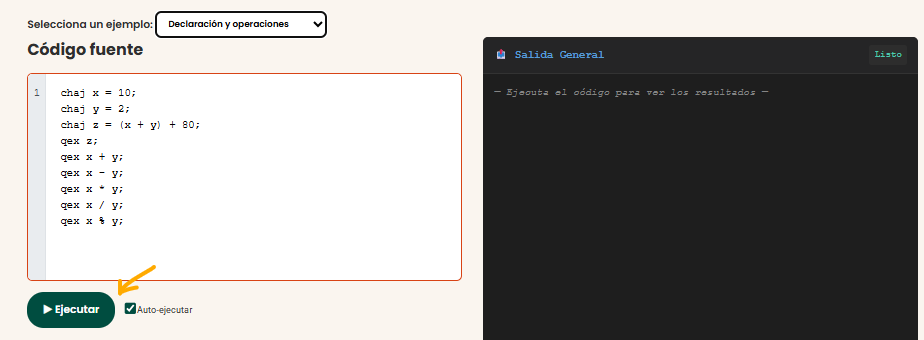 Selecciona un ejemplo: Declaración y operaciones
Código fuente
1
chaj x = 10;
chaj y = 2;
chaj z = (x + y) + 80;
qex z;
qex x + y;
qex x - y;
qex x * y;
qex x / y;
qex x % y;
Ejecutar
Auto-ejecutar
Salida General
Listo
— Ejecuta el código para ver los resultados —